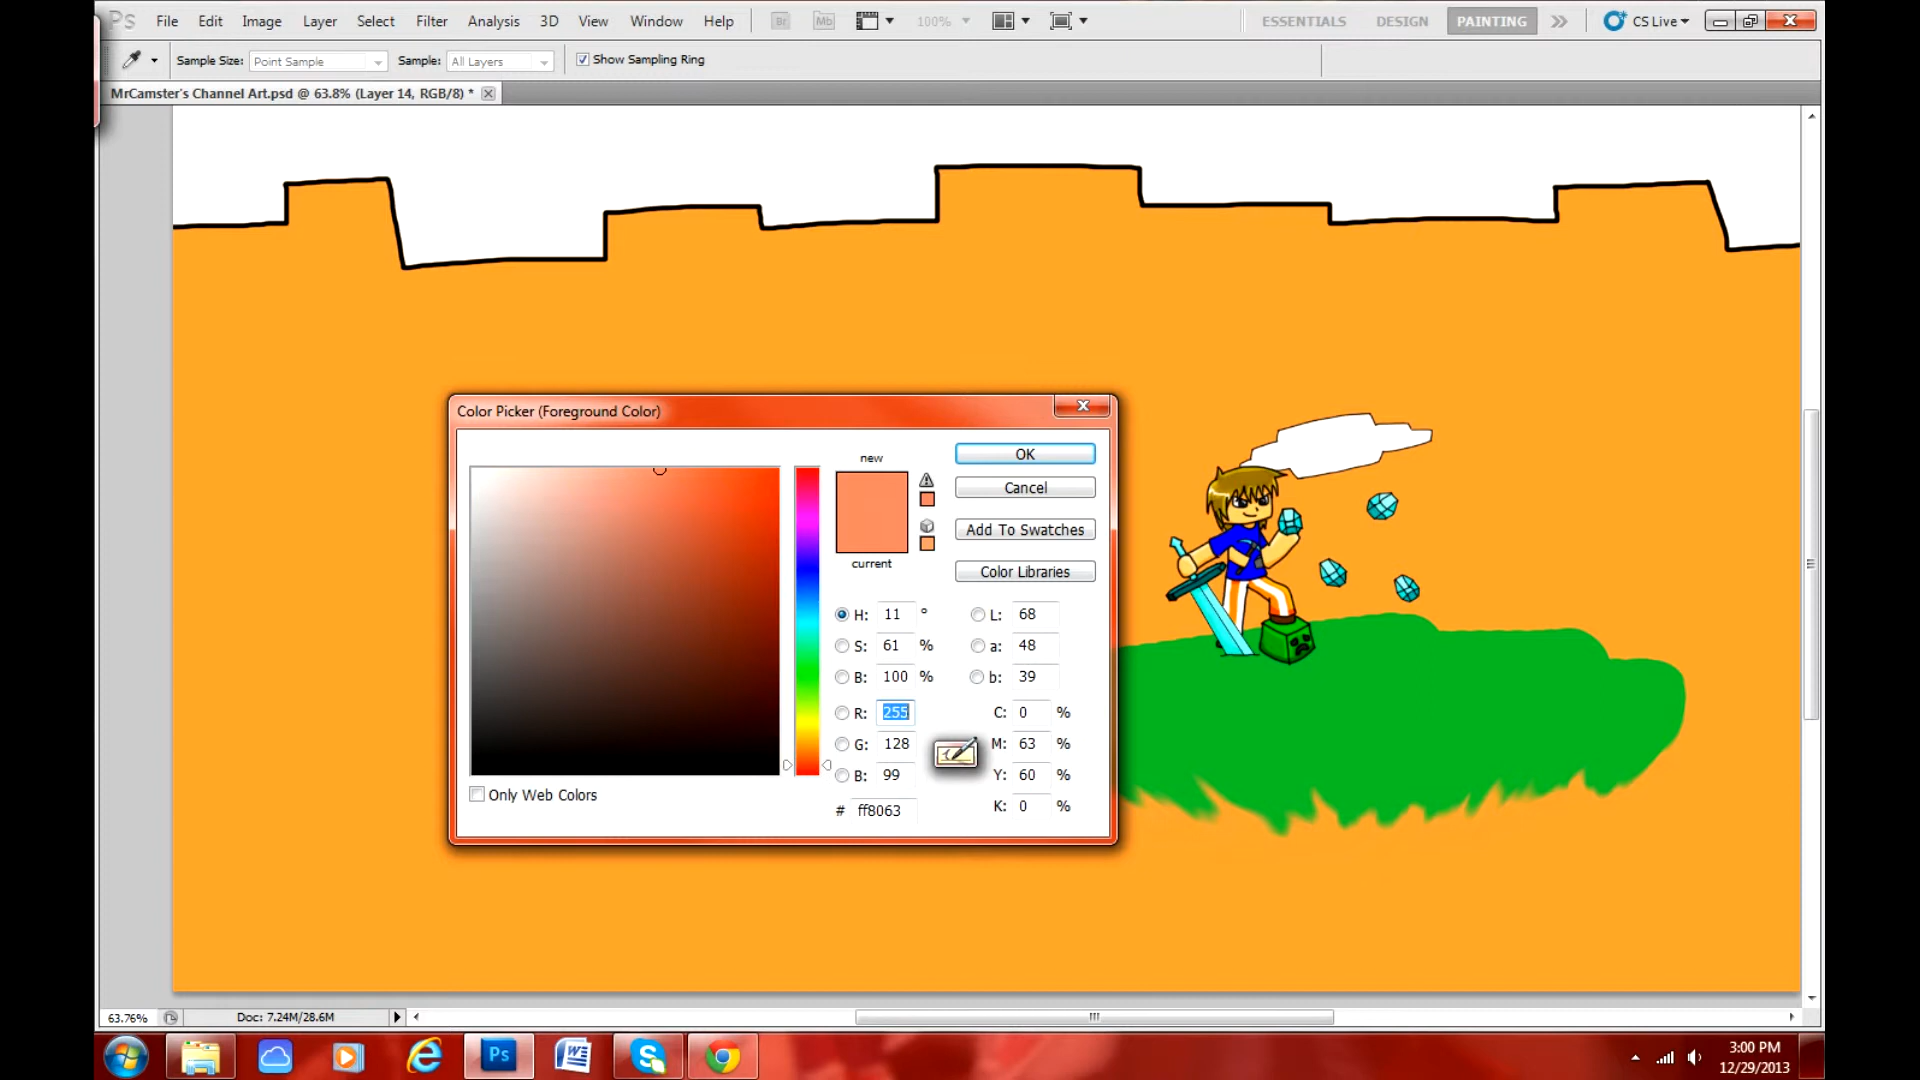 Ps File Edit Image Layer Select Filter Analysis 3D View Window Help Br Mb 100% ESSENTIALS DESIGN PAINTING CS Live
Sample Size: Point Sample Sample: All Layers Show Sampling Ring
MrCamster's Channel Art.psd @ 63.8% (Layer 14, RGB/8) *
Color Picker (Foreground Color)
new
current
OK
Cancel
Add To Swatches
Color Libraries
H: 11 ° L: 68
S: 61 % a: 48
B: 100 % b: 39
R: 255 C: 0 %
G: 128 M: 63 %
B: 99 Y: 60 %
# ff8063 K: 0 %
Only Web Colors
63.76% Doc: 7.24M/28.6M
Ps
3:00 PM
12/29/2013